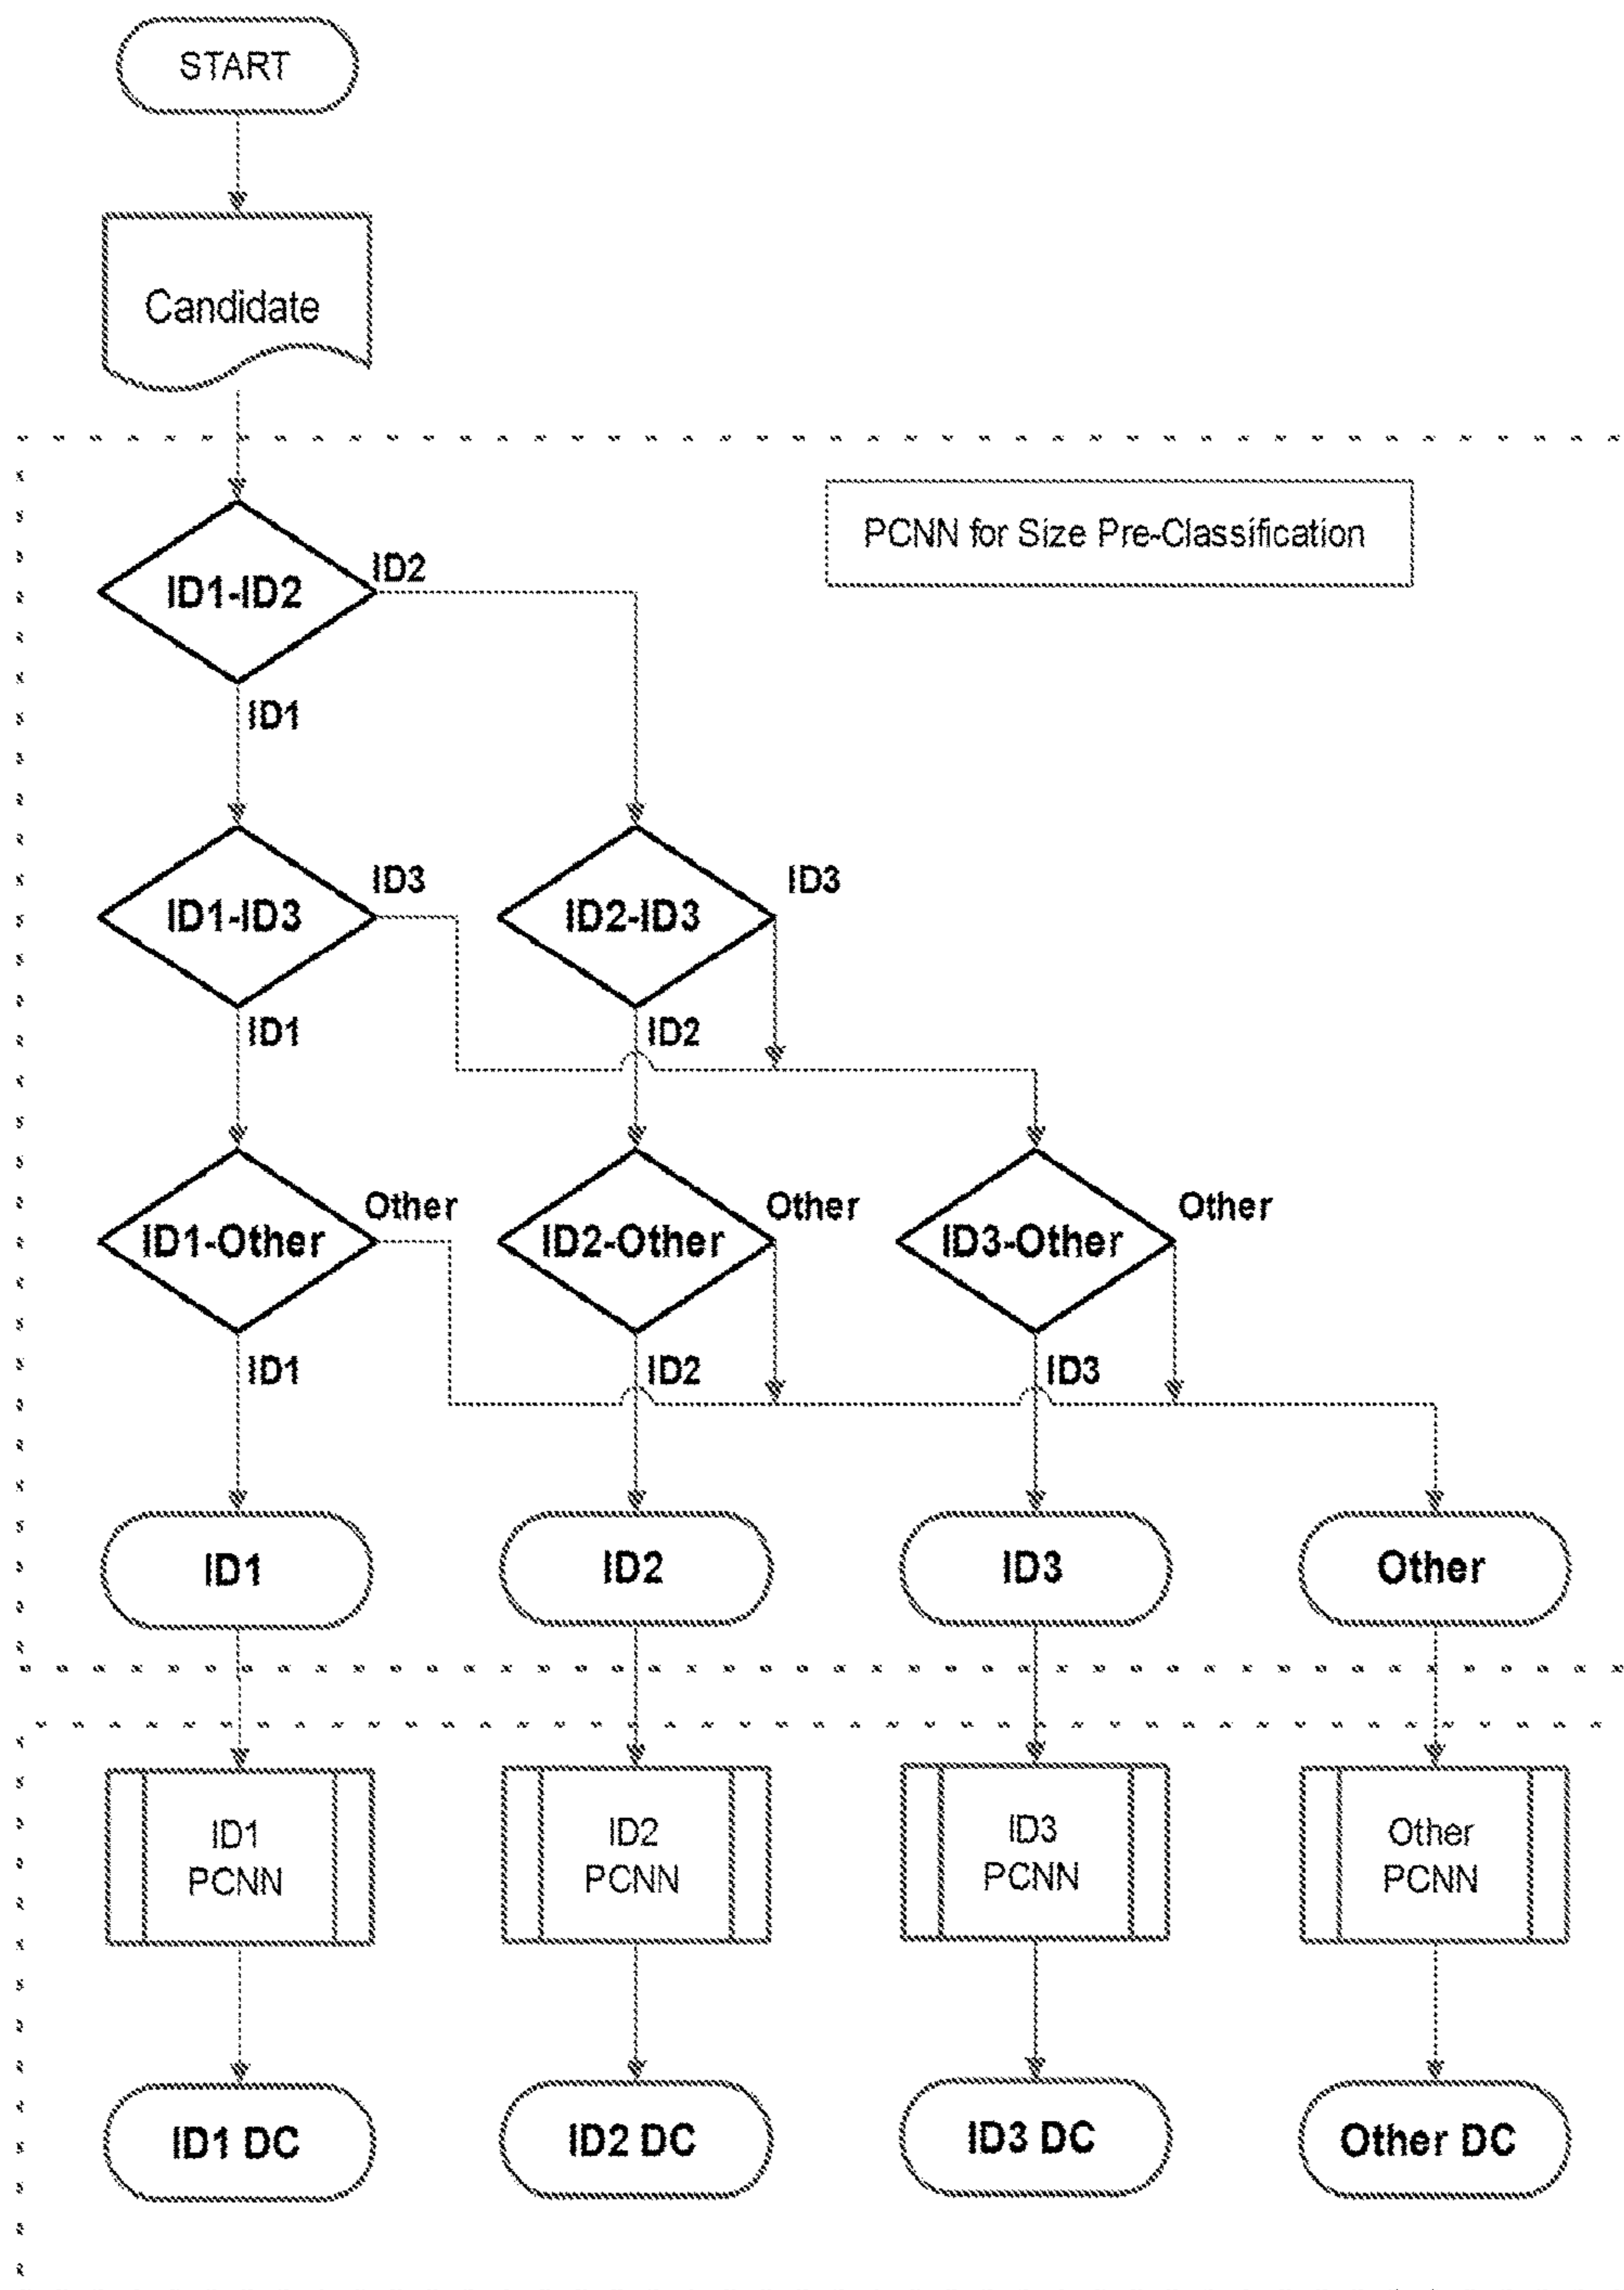 START
Candidate
PCNN for Size Pre-Classification
ID2
ID1-ID2
ID1
ID3
ID3
ID1-ID3
ID2-ID3
ID1
ID2
Other
Other
Other
ID1-Other
ID2-Other
ID3-Other
ID1
ID2
ID3
ID1
ID2
ID3
Other
ID1
PCNN
ID2
PCNN
ID3
PCNN
Other
PCNN
ID1 DC
ID2 DC
ID3 DC
Other DC